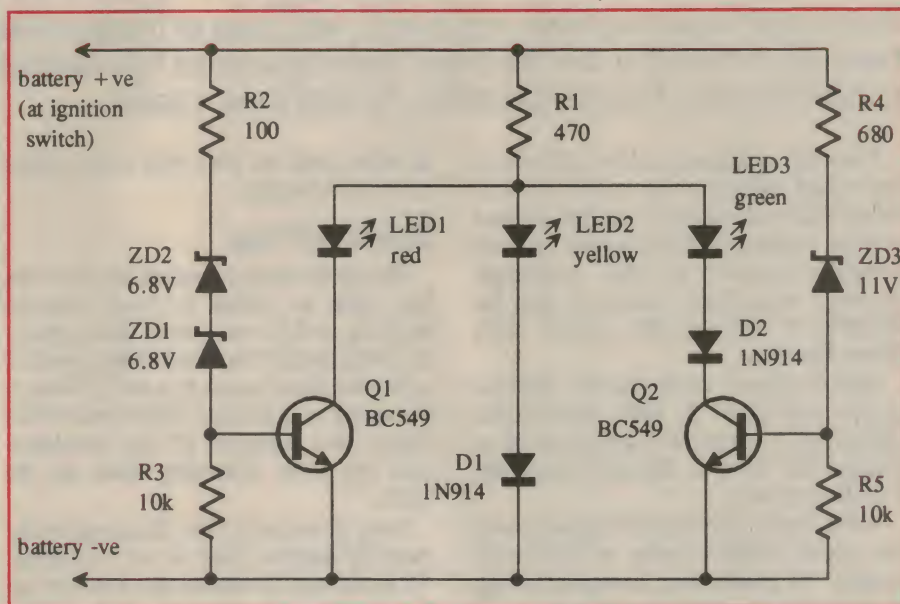 battery +ve
(at ignition
switch)
R2
100
R1
470
R4
680
LED3
green
LED1
red
LED2
yellow
ZD2
6.8V
ZD3
11V
ZD1
6.8V
D2
1N914
Q1
BC549
Q2
BC549
D1
1N914
R3
10k
R5
10k
battery -ve